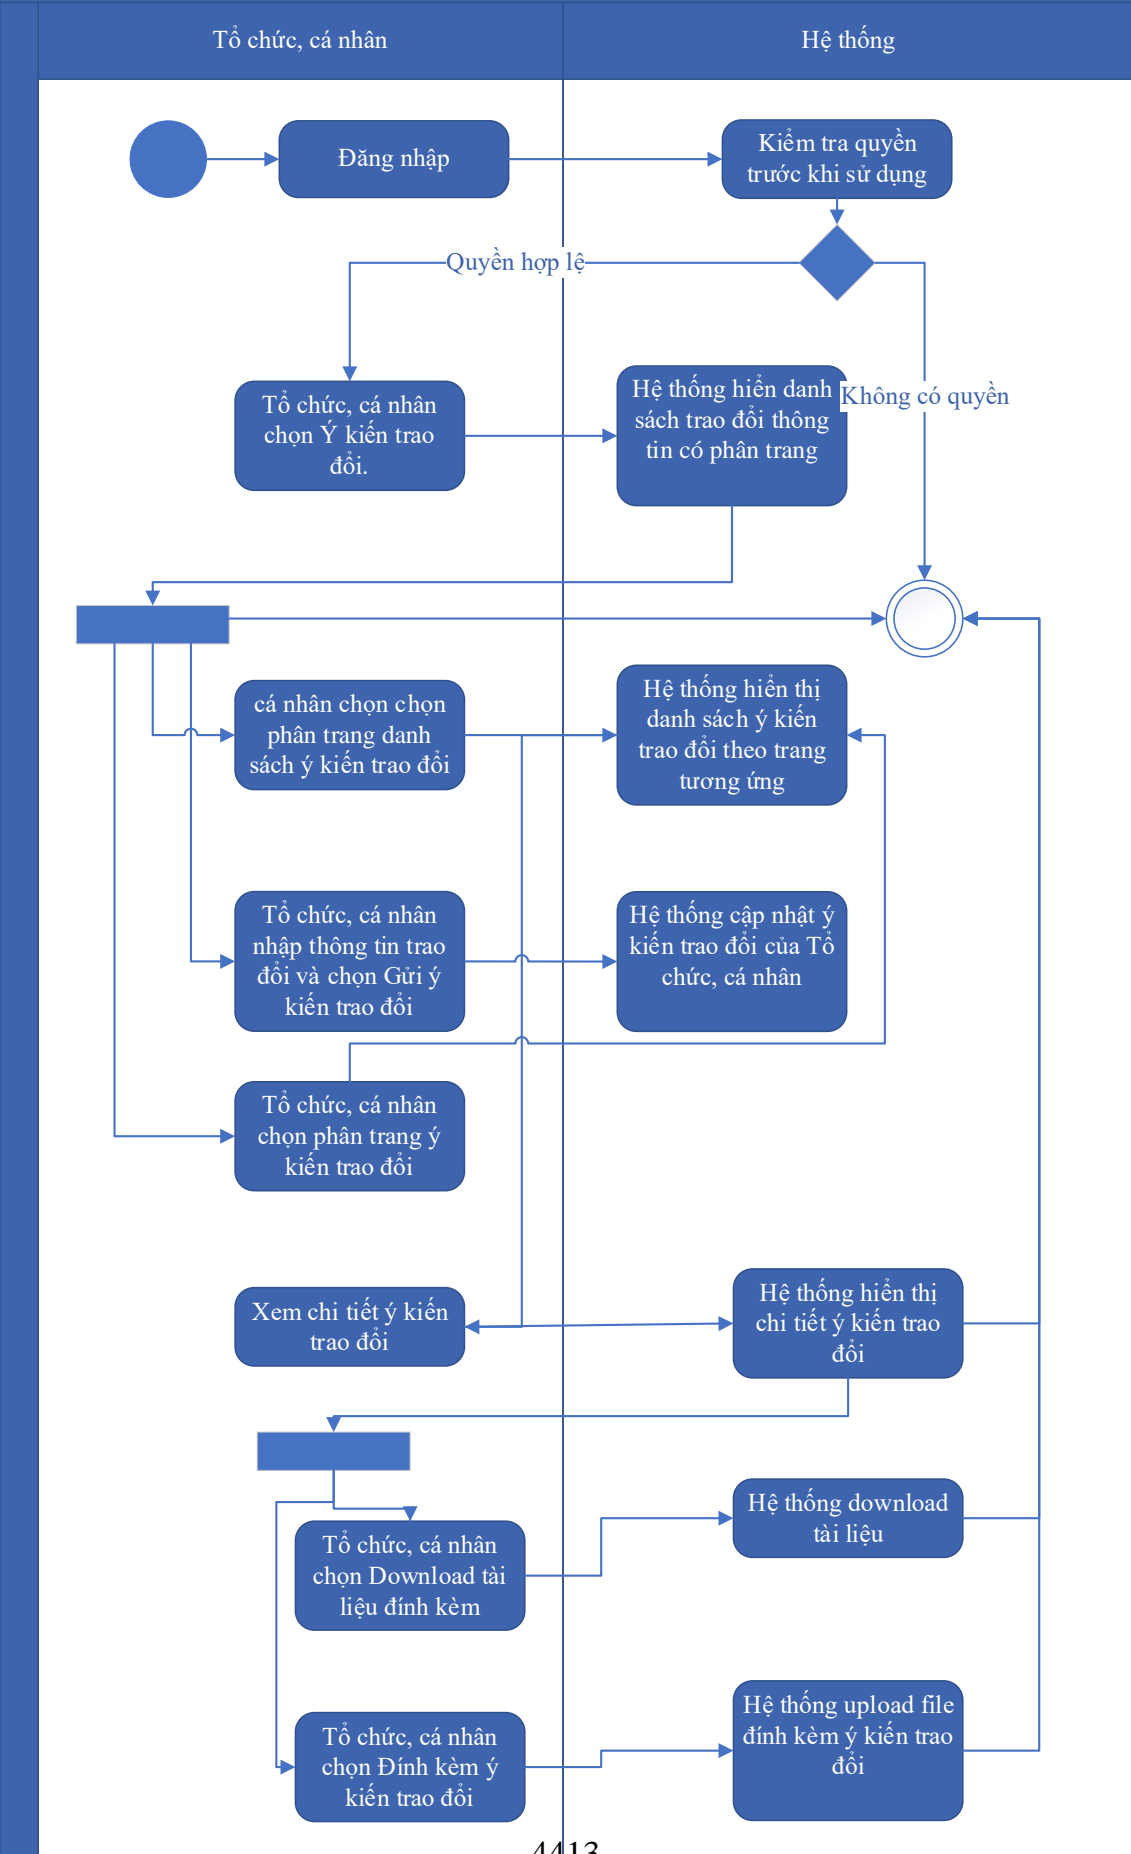 Tổ chức, cá nhân
Hệ thống
Đăng nhập
Kiểm tra quyền
trước khi sử dụng
Quyền hợp lệ
Tổ chức, cá nhân
chọn Ý kiến trao
đổi.
Hệ thống hiển danh
sách trao đổi thông
tin có phân trang
Không có quyền
cá nhân chọn chọn
phân trang danh
sách ý kiến trao đổi
Hệ thống hiển thị
danh sách ý kiến
trao đổi theo trang
tương ứng
Tổ chức, cá nhân
nhập thông tin trao
đổi và chọn Gửi ý
kiến trao đổi
Hệ thống cập nhật ý
kiến trao đổi của Tổ
chức, cá nhân
Tổ chức, cá nhân
chọn phân trang ý
kiến trao đổi
Xem chi tiết ý kiến
trao đổi
Hệ thống hiển thị
chi tiết ý kiến trao
đổi
Tổ chức, cá nhân
chọn Download tài
liệu đính kèm
Hệ thống download
tài liệu
Tổ chức, cá nhân
chọn Đính kèm ý
kiến trao đổi
Hệ thống upload file
đính kèm ý kiến trao
đổi
4413